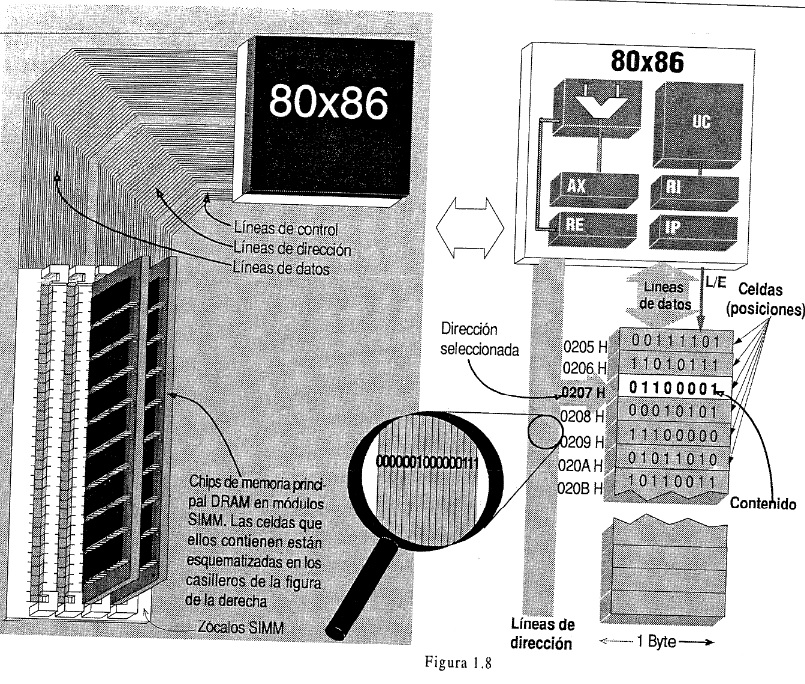 80x86
Líneas de control
Líneas de dirección
Líneas de datos
Chips de memoria princi-
pal DRAM en módulos
SIMM. Las celdas que
ellos contienen están
esquematizadas en los
casilleros de la figura
de la derecha
Zócalos SIMM
80x86
UC
AX
RI
RE
IP
L/E
Líneas
de datos
Celdas
(posiciones)
Dirección
seleccionada
0205 H 00111101
0206 H 11010111
0207 H 01100001
0208 H 00010101
0209 H 11100000
020A H 01011010
020B H 10110011
0000001000000111
Contenido
Líneas de
dirección
1 Byte
Figura 1.8